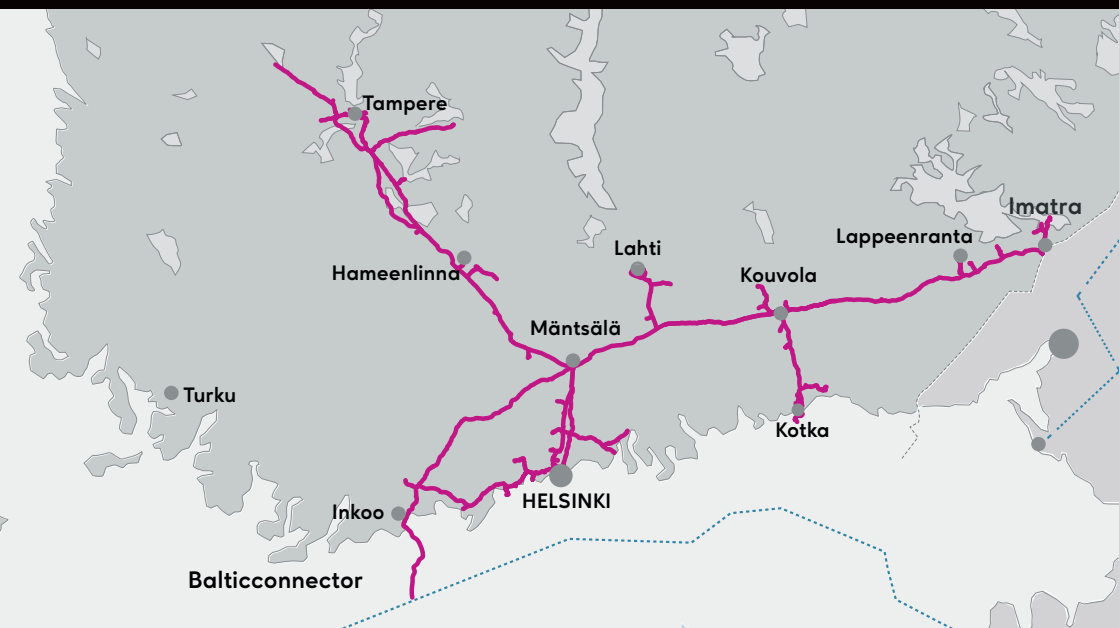 Tampere
Imatra
Lappeenranta
Lahti
Hameenlinna
Kouvola
Mäntsälä
Turku
Kotka
HELSINKI
Inkoo
Balticconnector